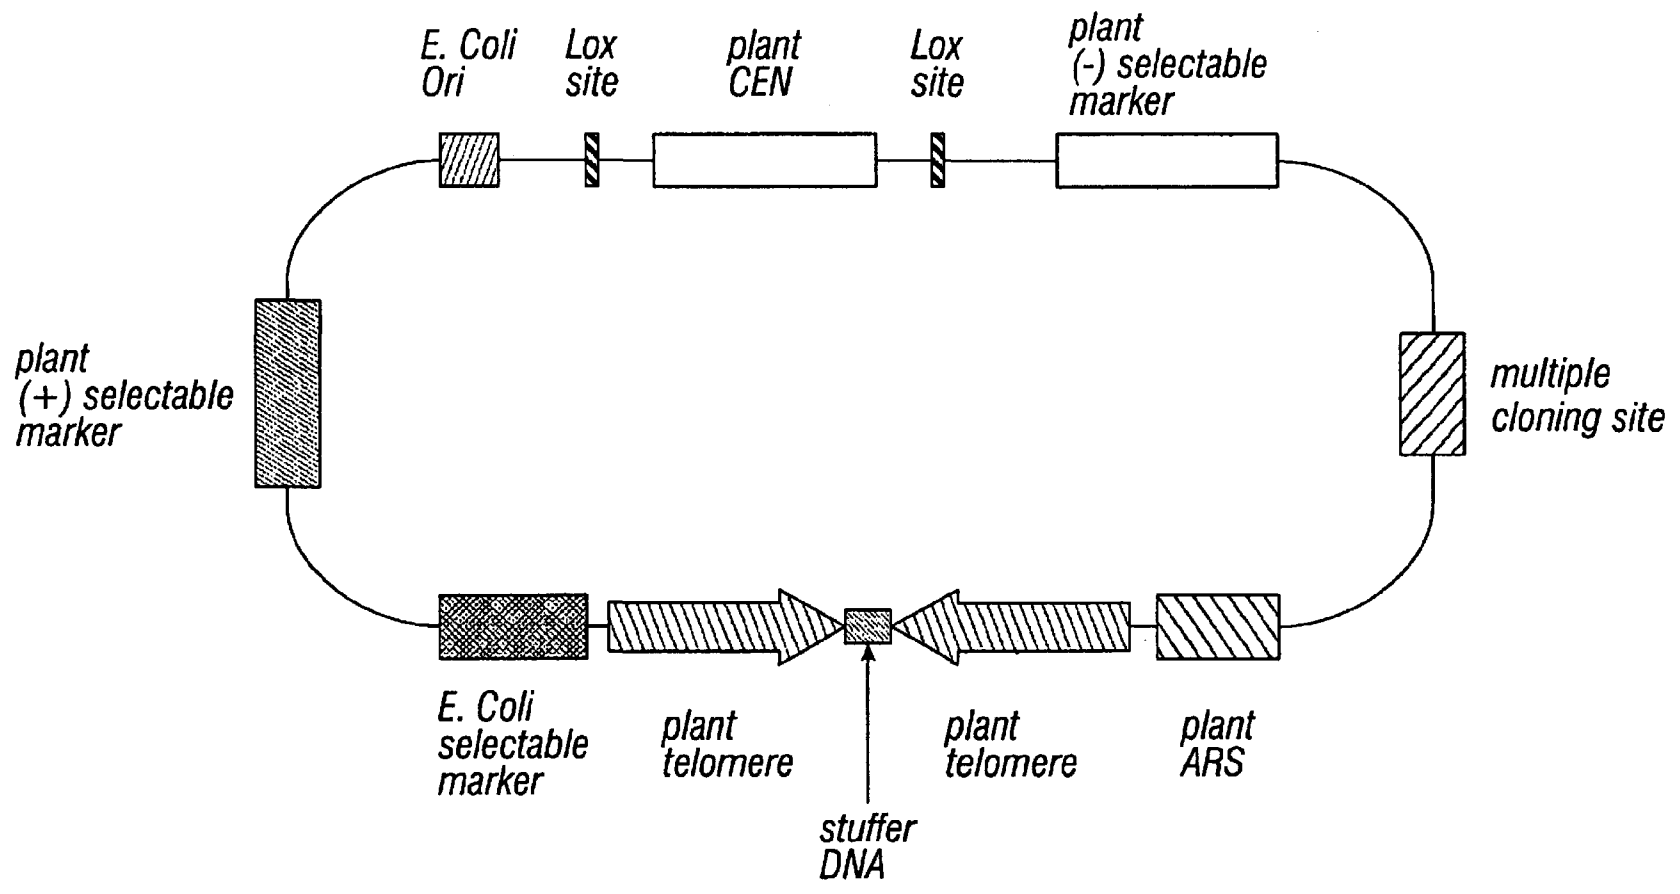 E. Coli
Ori
Lox
site
plant
CEN
Lox
site
plant
(-) selectable
marker
plant
(+) selectable
marker
multiple
cloning site
E. Coli
selectable
marker
plant
telomere
plant
telomere
plant
ARS
stuffer
DNA